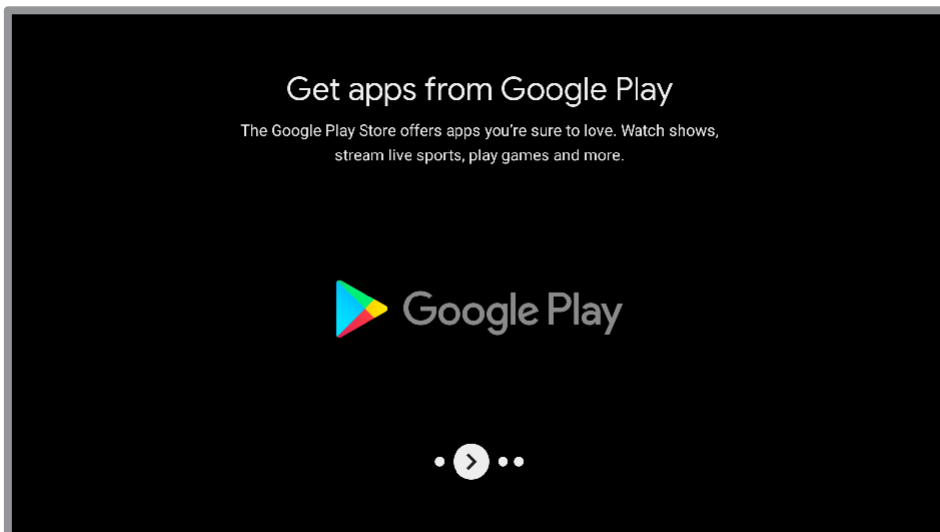 Get apps from Google Play
The Google Play Store offers apps you're sure to love. Watch shows,
stream live sports, play games and more.
Google Play